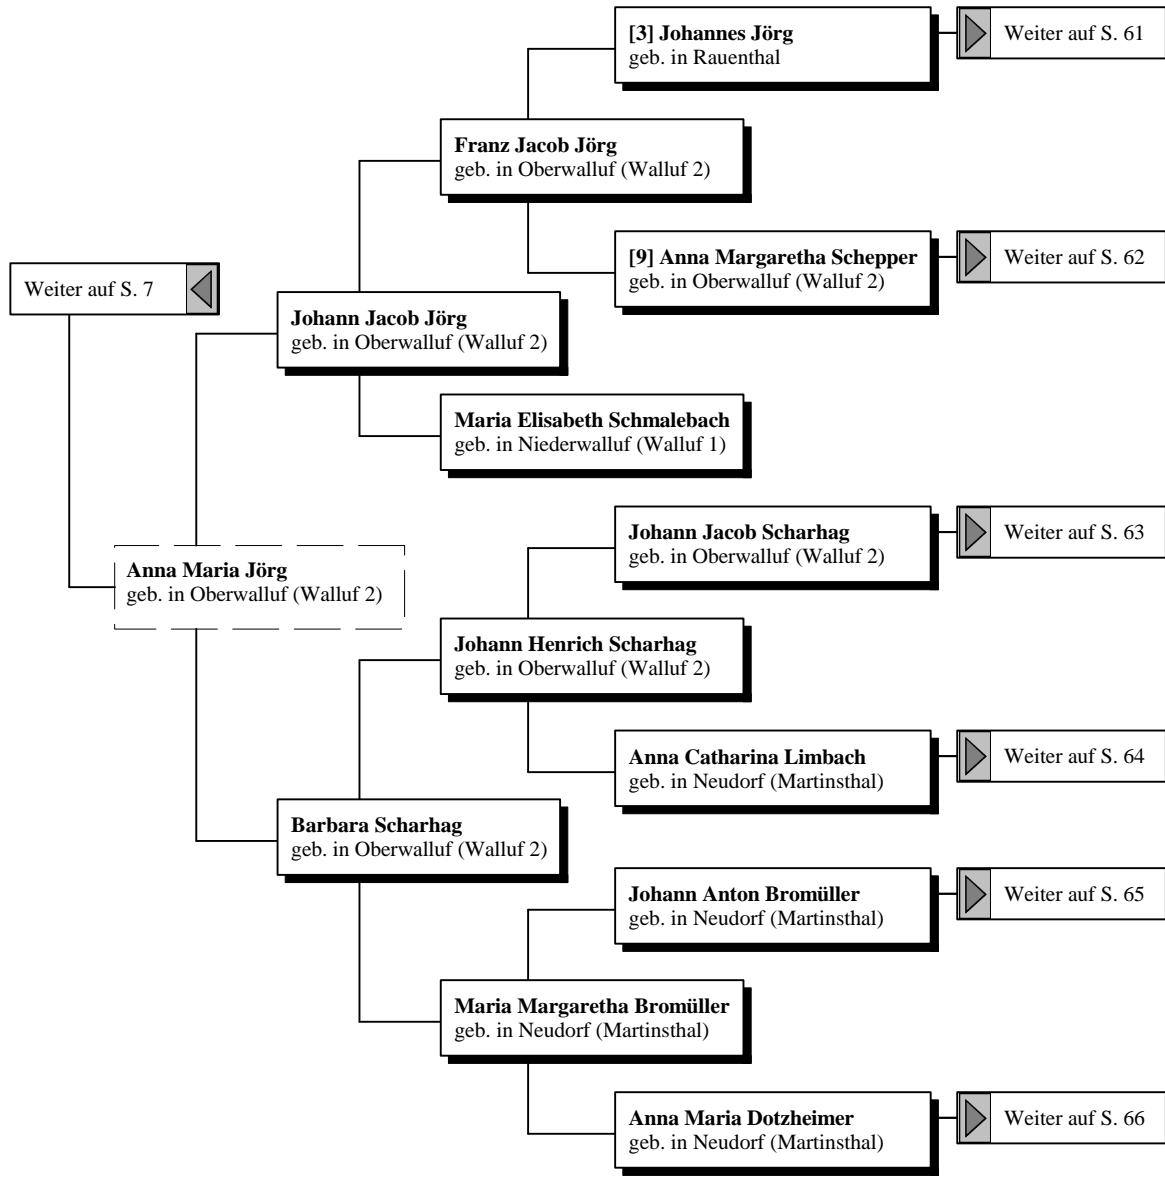 [3] Johannes Jörg
geb. in Rauenthal
Weiter auf S. 61
Franz Jacob Jörg
geb. in Oberwalluf (Walluf 2)
[9] Anna Margaretha Schepper
geb. in Oberwalluf (Walluf 2)
Weiter auf S. 62
Weiter auf S. 7
Johann Jacob Jörg
geb. in Oberwalluf (Walluf 2)
Maria Elisabeth Schmalebach
geb. in Niederwalluf (Walluf 1)
Johann Jacob Scharhag
geb. in Oberwalluf (Walluf 2)
Weiter auf S. 63
Anna Maria Jörg
geb. in Oberwalluf (Walluf 2)
Johann Henrich Scharhag
geb. in Oberwalluf (Walluf 2)
Anna Catharina Limbach
geb. in Neudorf (Martinsthal)
Weiter auf S. 64
Barbara Scharhag
geb. in Oberwalluf (Walluf 2)
Johann Anton Bromüller
geb. in Neudorf (Martinsthal)
Weiter auf S. 65
Maria Margaretha Bromüller
geb. in Neudorf (Martinsthal)
Anna Maria Dotzheimer
geb. in Neudorf (Martinsthal)
Weiter auf S. 66